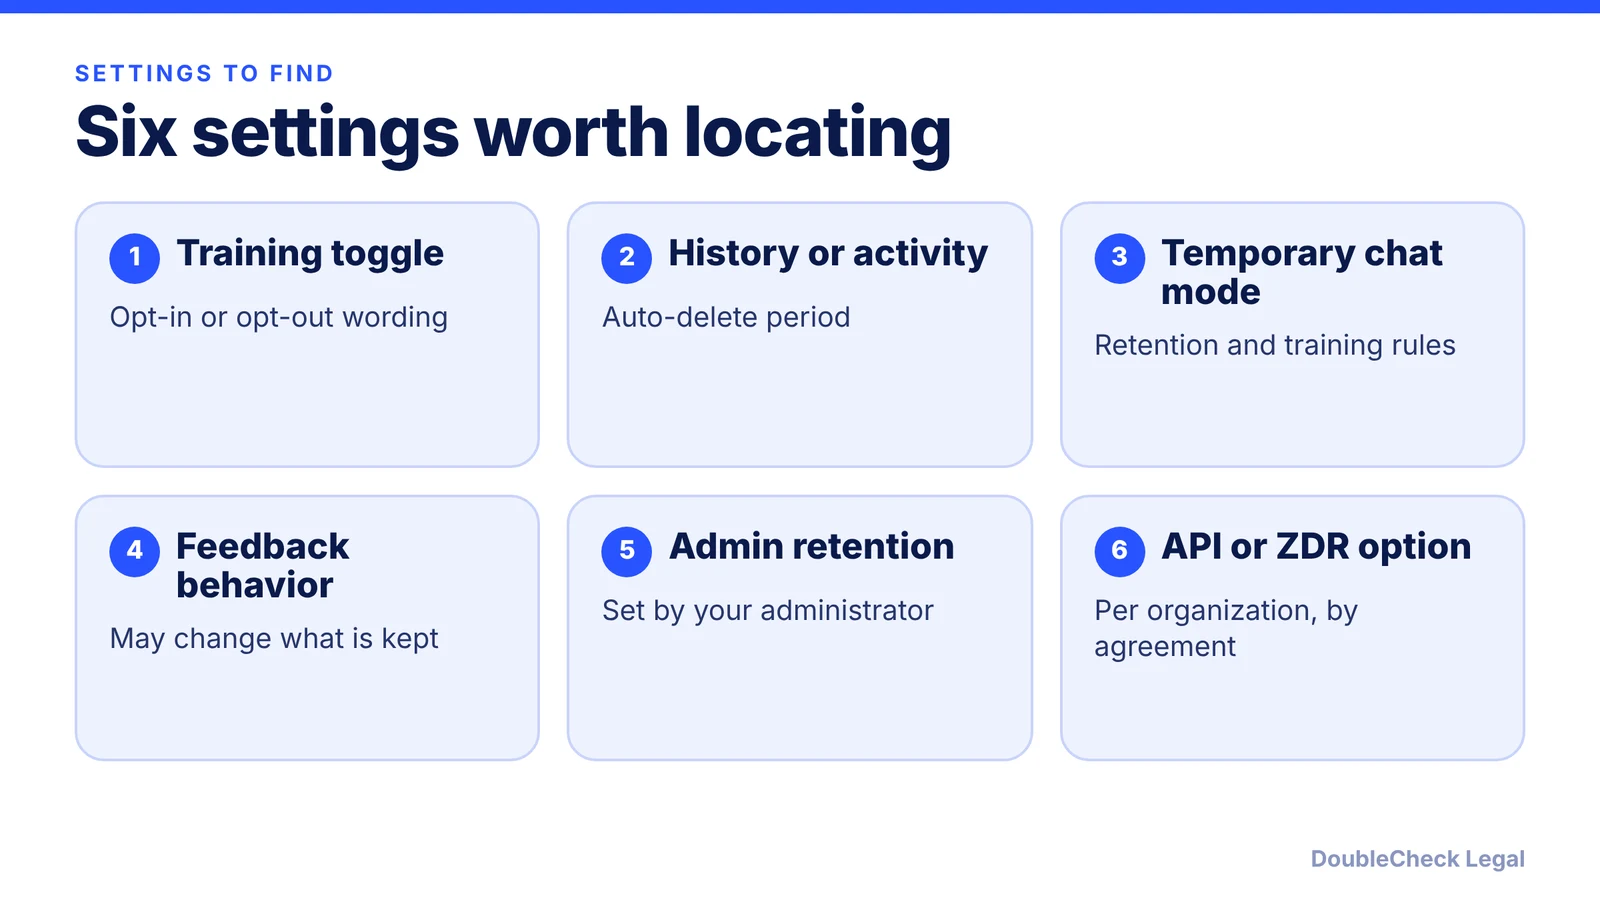 SETTINGS TO FIND
Six settings worth locating
1 Training toggle
Opt-in or opt-out wording
2 History or activity
Auto-delete period
3 Temporary chat
mode
Retention and training rules
4 Feedback
behavior
May change what is kept
5 Admin retention
Set by your administrator
6 API or ZDR option
Per organization, by
agreement
DoubleCheck Legal